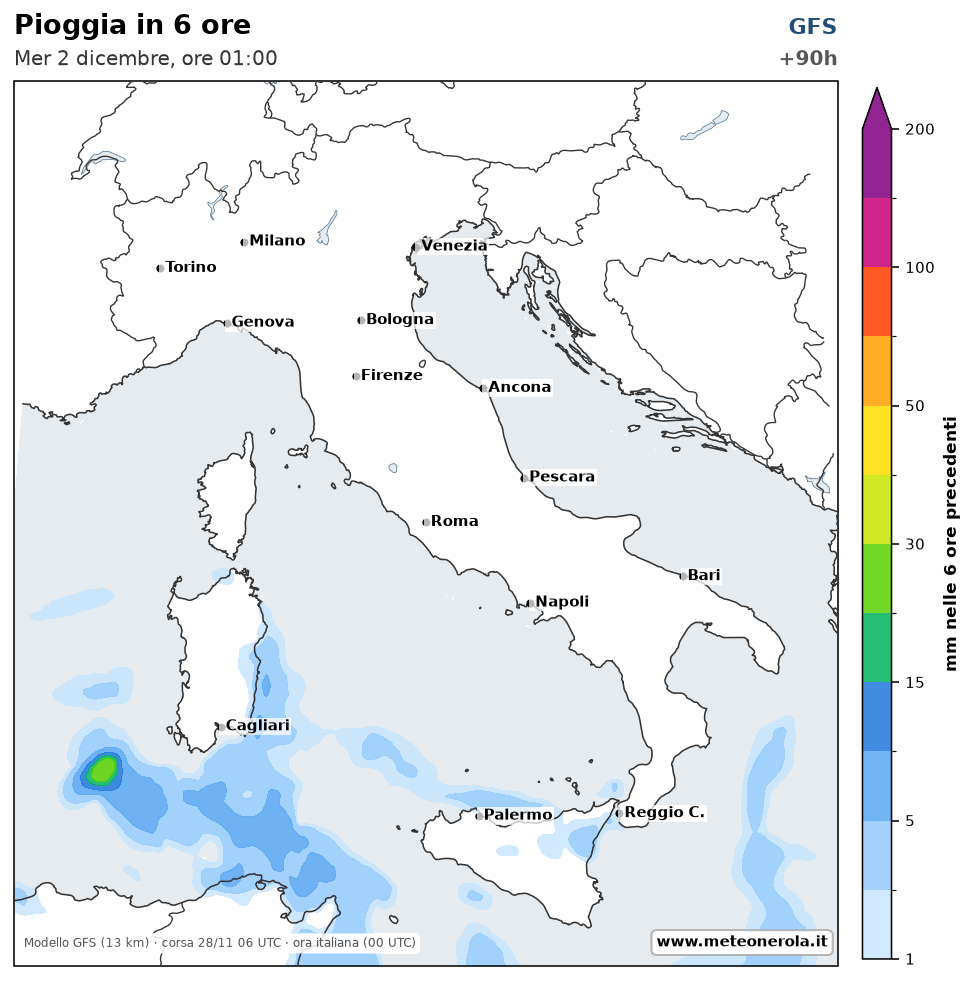 Pioggia in 6 ore
GFS
Mer 2 dicembre, ore 01:00
+90h
200
100
50
30
15
5
1
mm nelle 6 ore precedenti
Milano
Venezia
Torino
Genova
Bologna
Firenze
Ancona
Pescara
Roma
Bari
Napoli
Cagliari
Palermo
Reggio C.
Modello GFS (13 km) · corsa 28/11 06 UTC · ora italiana (00 UTC)
www.meteonerola.it